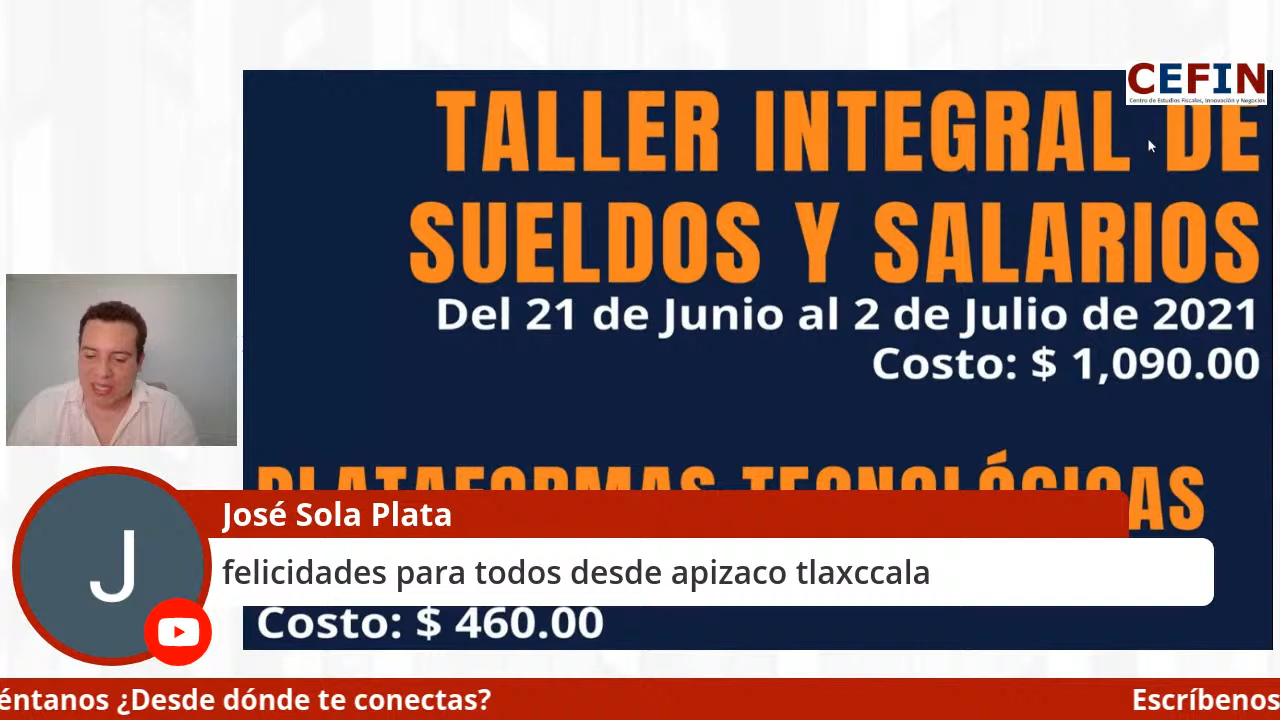 CEFIN
Centro de Estudios Fiscales, Innovación y Negocios
TALLER INTEGRAL DE
SUELDOS Y SALARIOS
Del 21 de Junio al 2 de Julio de 2021
Costo: $ 1,090.00
PLATAFORMAS TECNOLÓGICAS
José Sola Plata
J
felicidades para todos desde apizaco tlaxccala
Costo: $ 460.00
éntanos ¿Desde dónde te conectas?
Escríbenos